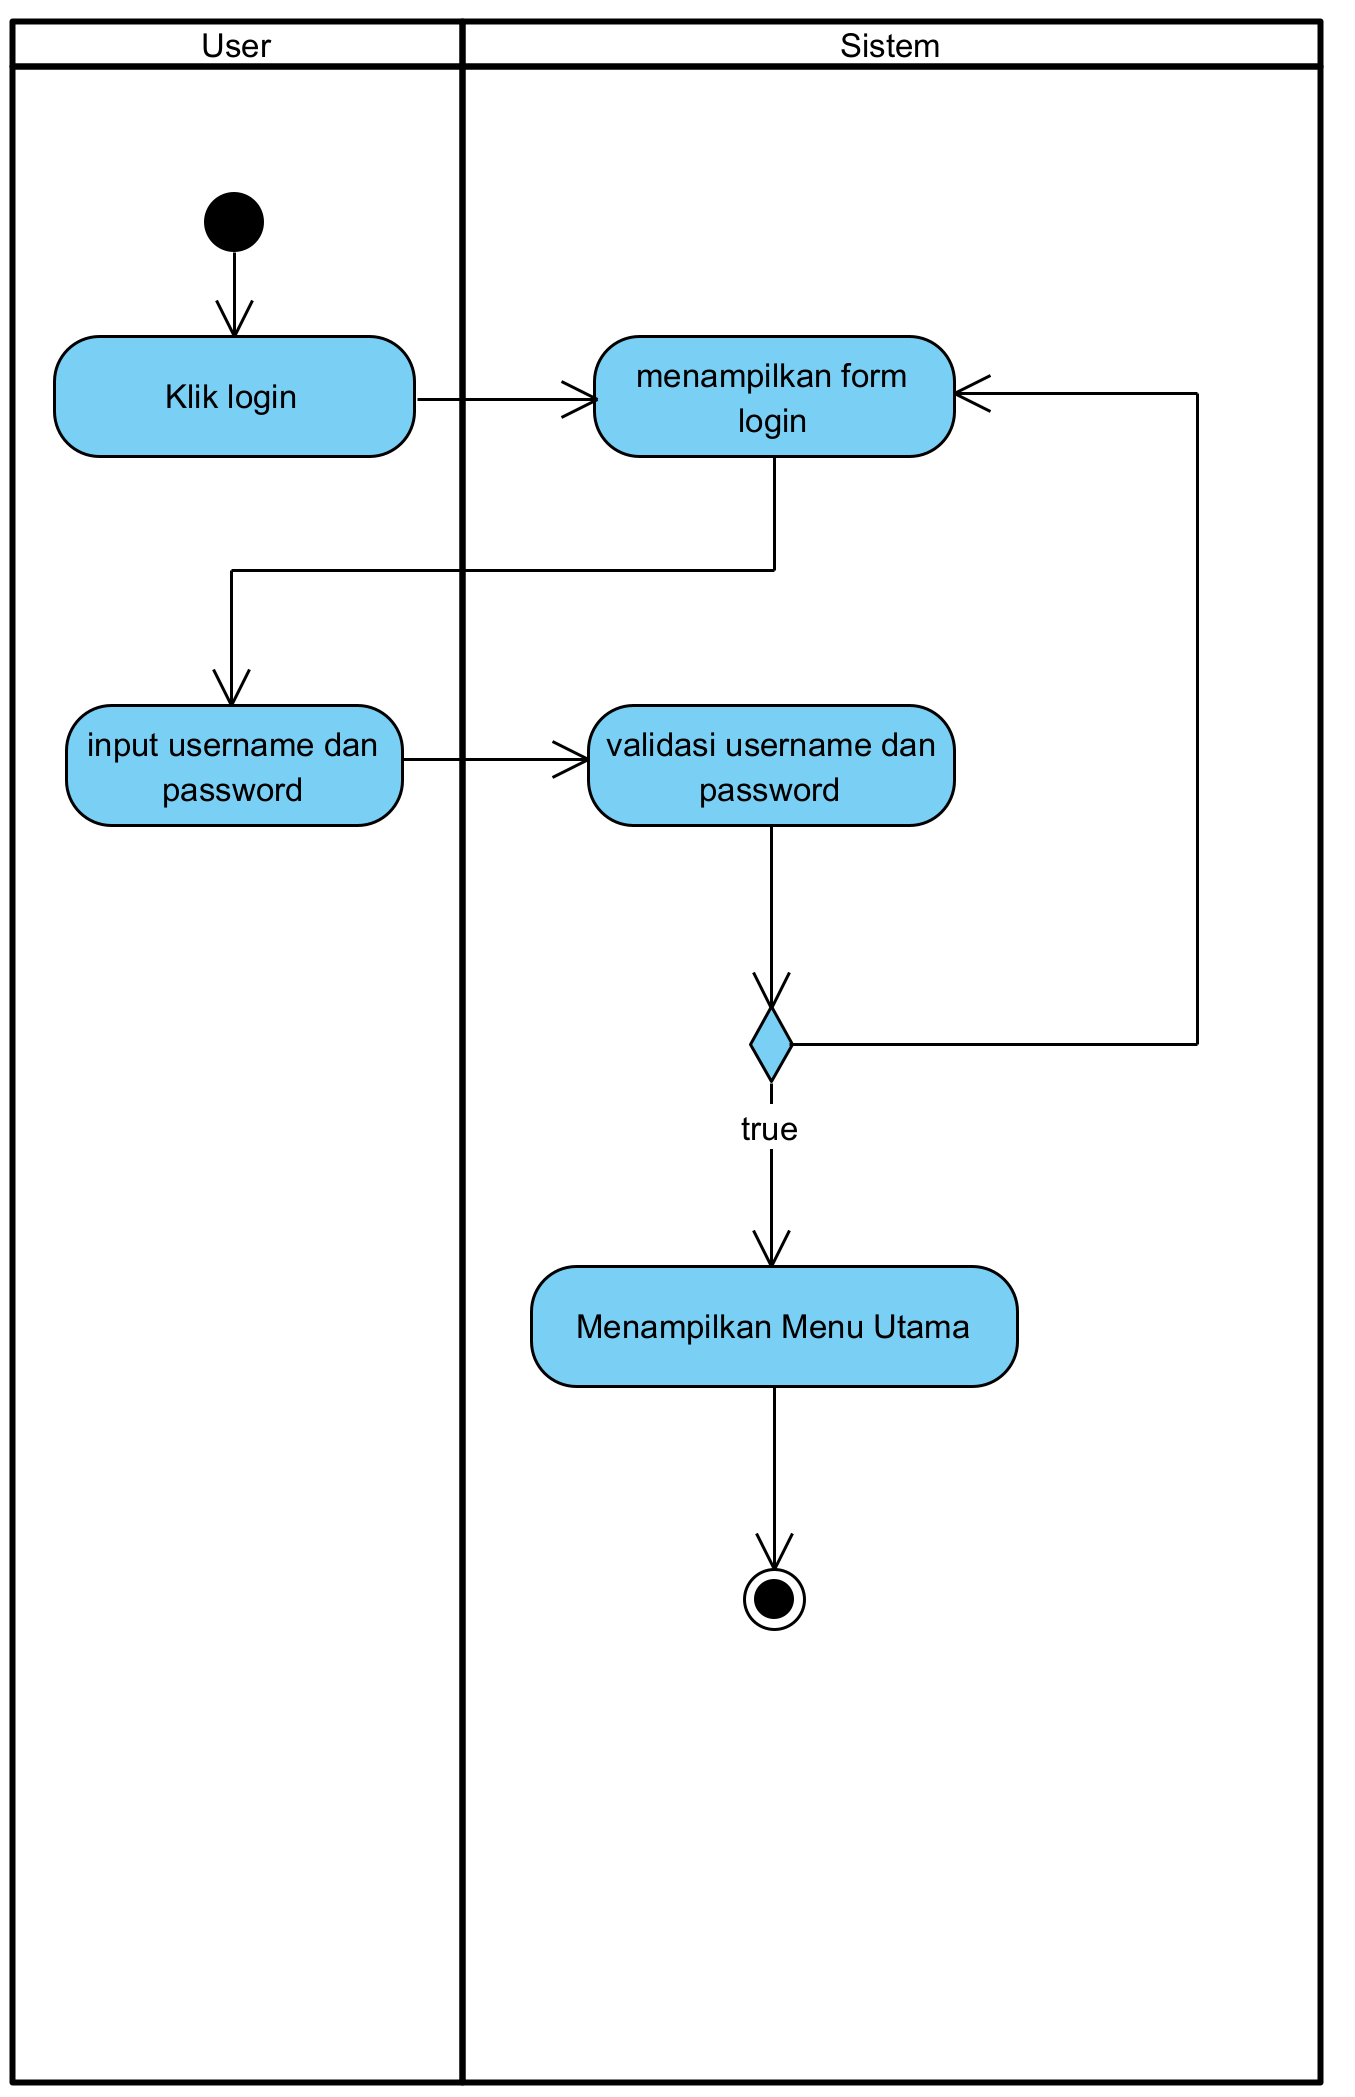 User
Sistem
Klik login
menampilkan form
login
input username dan
password
validasi username dan
password
true
Menampilkan Menu Utama